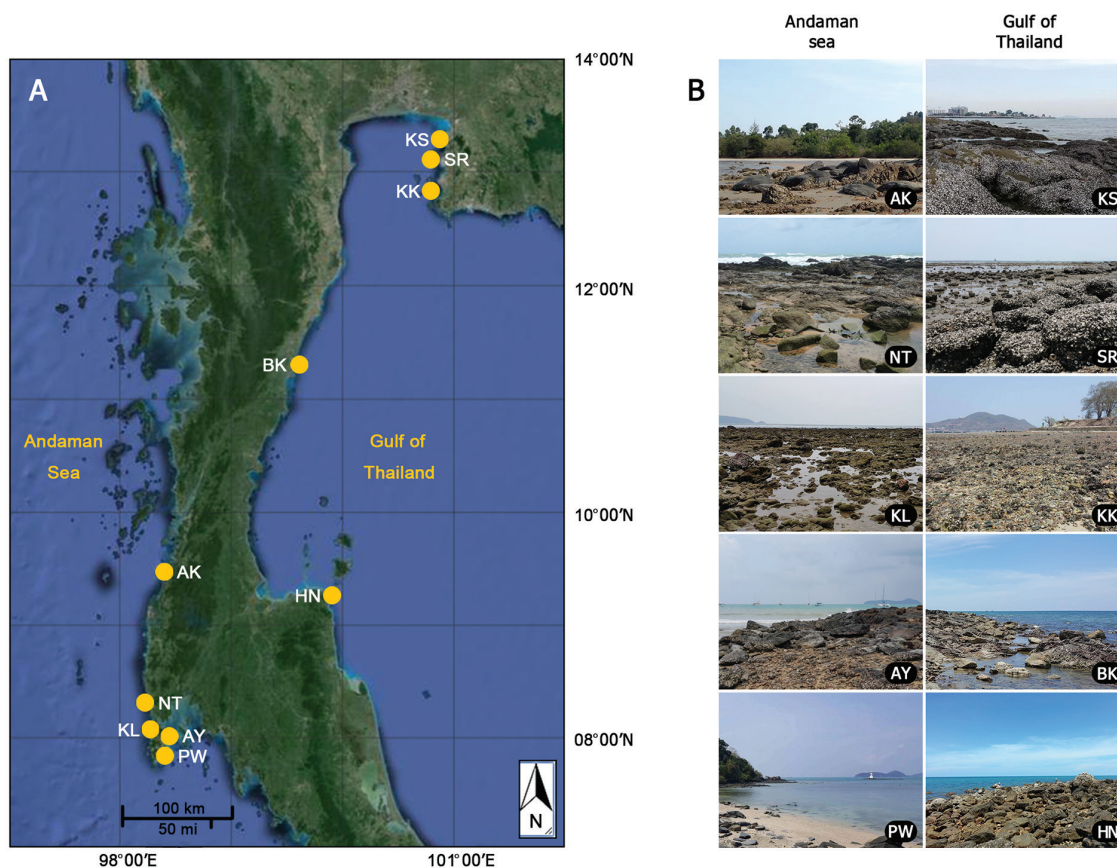 A
Andaman
Sea
Gulf of
Thailand
KS
SR
KK
BK
AK
HN
NT
KL
AY
PW
100 km
50 mi
N
14°00′N
12°00′N
10°00′N
08°00′N
98°00′E
101°00′E
B
Andaman
sea
Gulf of
Thailand
AK
KS
NT
SR
KL
KK
AY
BK
PW
HN